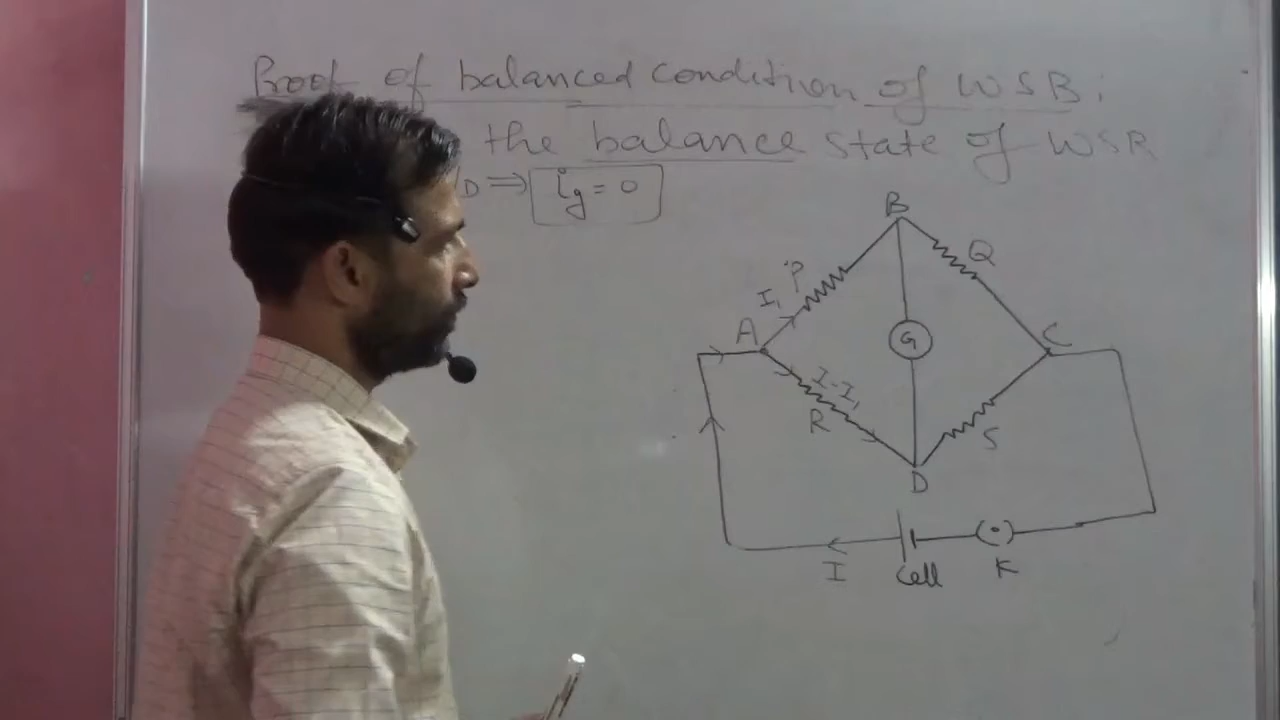 Proof of balanced condition of WSB:
the balance state of WSR
D ⇒ ig = 0
B
P
Q
I1
A
G
C
I-I1
R
S
D
I
Cell
K